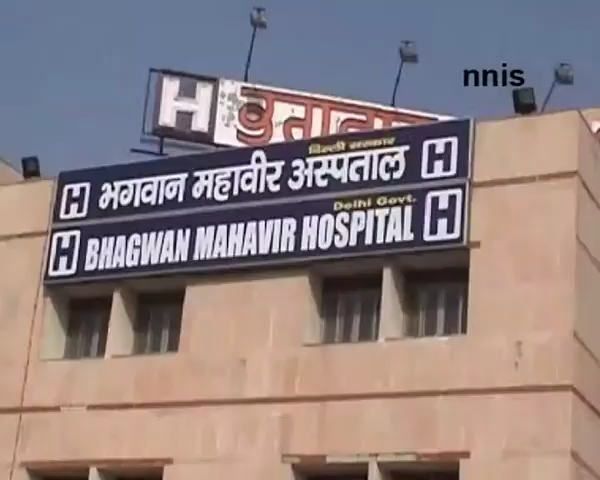 nnis
H
दिल्ली सरकार
H भगवान महावीर अस्पताल H
Delhi Govt.
H BHAGWAN MAHAVIR HOSPITAL H